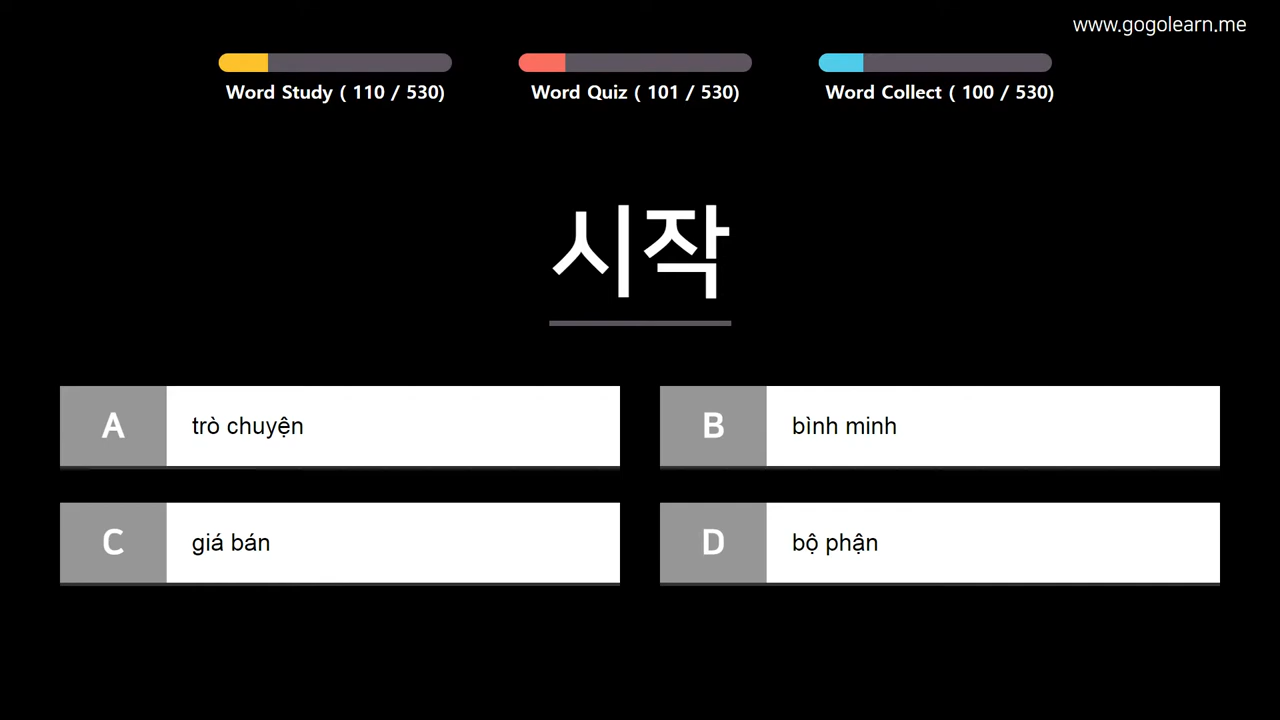 www.gogolearn.me
Word Study ( 110 / 530)
Word Quiz ( 101 / 530)
Word Collect ( 100 / 530)
시작
A trò chuyện
B bình minh
C giá bán
D bộ phận